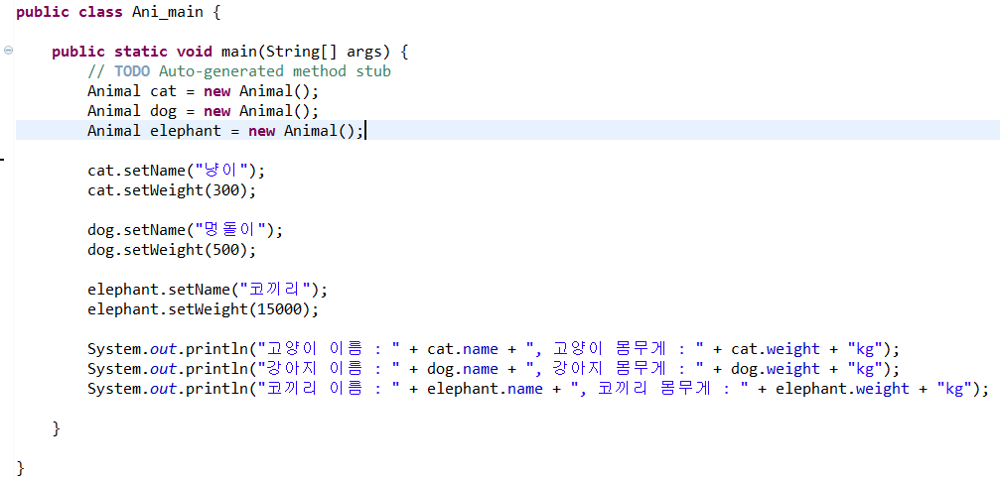 public class Ani_main {
public static void main(String[] args) {
// TODO Auto-generated method stub
Animal cat = new Animal();
Animal dog = new Animal();
Animal elephant = new Animal();
cat.setName("냥이");
cat.setWeight(300);
dog.setName("멍돌이");
dog.setWeight(500);
elephant.setName("코끼리");
elephant.setWeight(15000);
System.out.println("고양이 이름 : " + cat.name + ", 고양이 몸무게 : " + cat.weight + "kg");
System.out.println("강아지 이름 : " + dog.name + ", 강아지 몸무게 : " + dog.weight + "kg");
System.out.println("코끼리 이름 : " + elephant.name + ", 코끼리 몸무게 : " + elephant.weight + "kg");
}
}